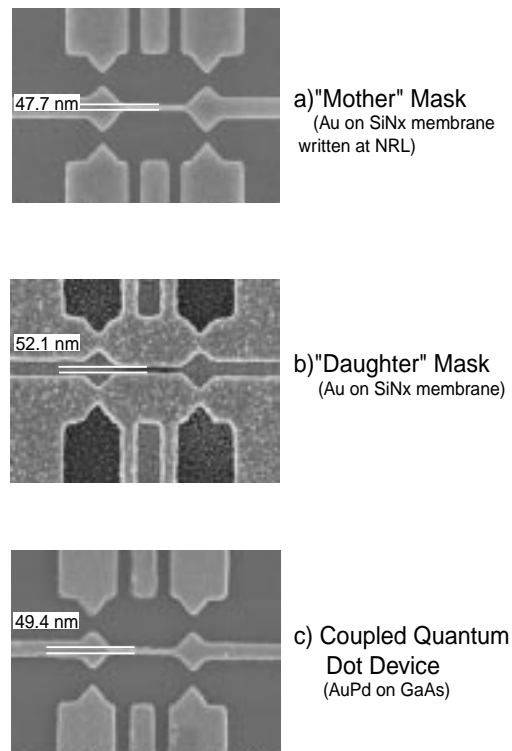 47.7 nm
a)"Mother" Mask
(Au on SiNx membrane
written at NRL)
52.1 nm
b)"Daughter" Mask
(Au on SiNx membrane)
49.4 nm
c) Coupled Quantum
Dot Device
(AuPd on GaAs)